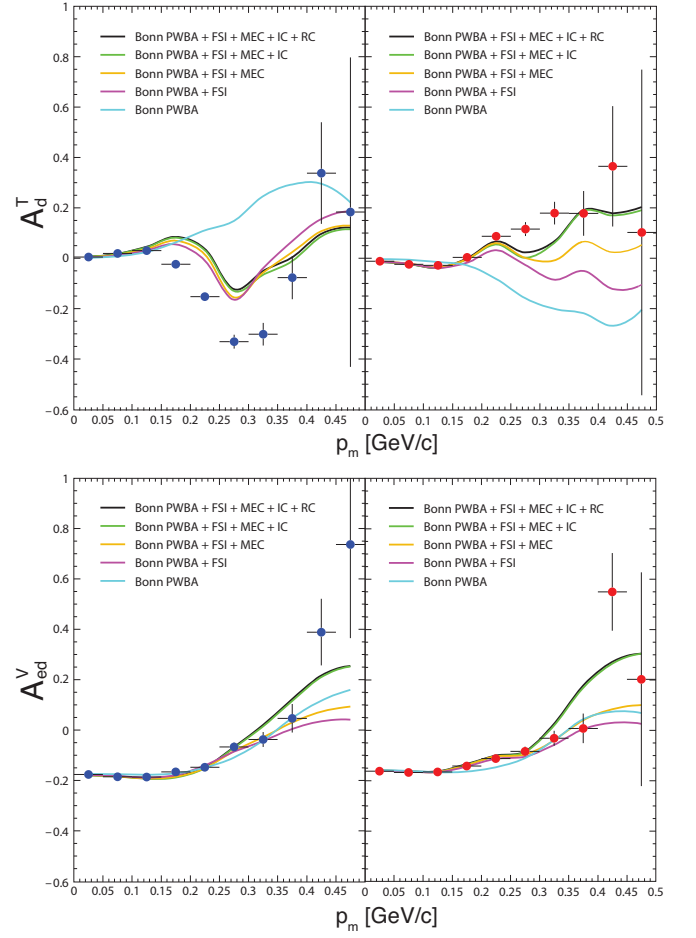 Bonn PWBA + FSI + MEC + IC + RC
Bonn PWBA + FSI + MEC + IC
Bonn PWBA + FSI + MEC
Bonn PWBA + FSI
Bonn PWBA
Bonn PWBA + FSI + MEC + IC + RC
Bonn PWBA + FSI + MEC + IC
Bonn PWBA + FSI + MEC
Bonn PWBA + FSI
Bonn PWBA
A_d^T
1
0.8
0.6
0.4
0.2
0
−0.2
−0.4
−0.6
0 0.05 0.1 0.15 0.2 0.25 0.3 0.35 0.4 0.45 0 0.05 0.1 0.15 0.2 0.25 0.3 0.35 0.4 0.45 0.5
p_m [GeV/c]
p_m [GeV/c]
Bonn PWBA + FSI + MEC + IC + RC
Bonn PWBA + FSI + MEC + IC
Bonn PWBA + FSI + MEC
Bonn PWBA + FSI
Bonn PWBA
Bonn PWBA + FSI + MEC + IC + RC
Bonn PWBA + FSI + MEC + IC
Bonn PWBA + FSI + MEC
Bonn PWBA + FSI
Bonn PWBA
A_ed^V
1
0.8
0.6
0.4
0.2
0
−0.2
−0.4
−0.6
0 0.05 0.1 0.15 0.2 0.25 0.3 0.35 0.4 0.45 0 0.05 0.1 0.15 0.2 0.25 0.3 0.35 0.4 0.45 0.5
p_m [GeV/c]
p_m [GeV/c]